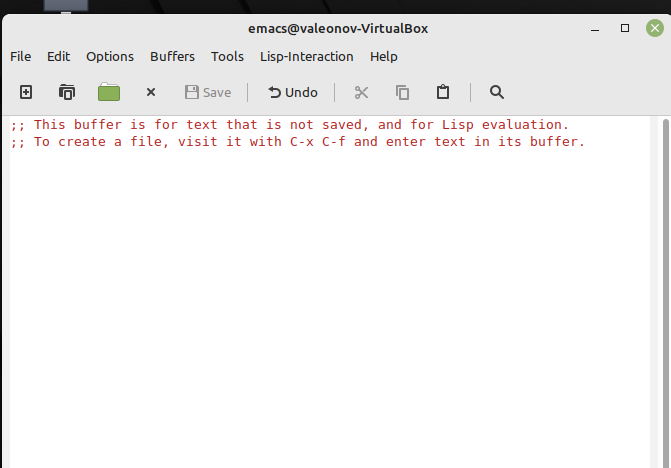 emacs@valeonov-VirtualBox
File Edit Options Buffers Tools Lisp-Interaction Help
Save Undo
;; This buffer is for text that is not saved, and for Lisp evaluation.
;; To create a file, visit it with C-x C-f and enter text in its buffer.